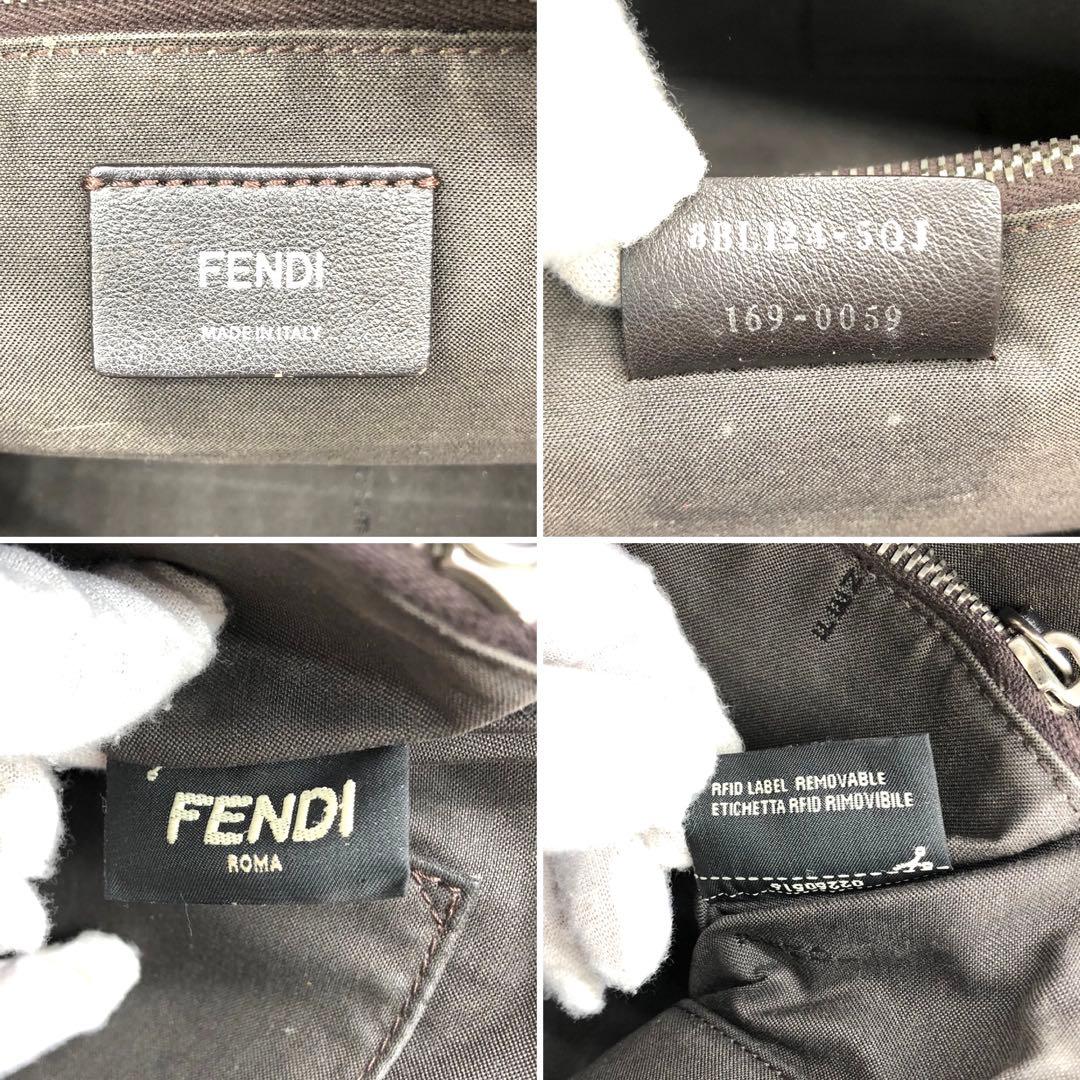 FENDI
MADE IN ITALY
8BL124-5QJ
169-0059
FENDI
ROMA
RFID LABEL REMOVABLE
ETICHETTA RFID RIMOVIBILE